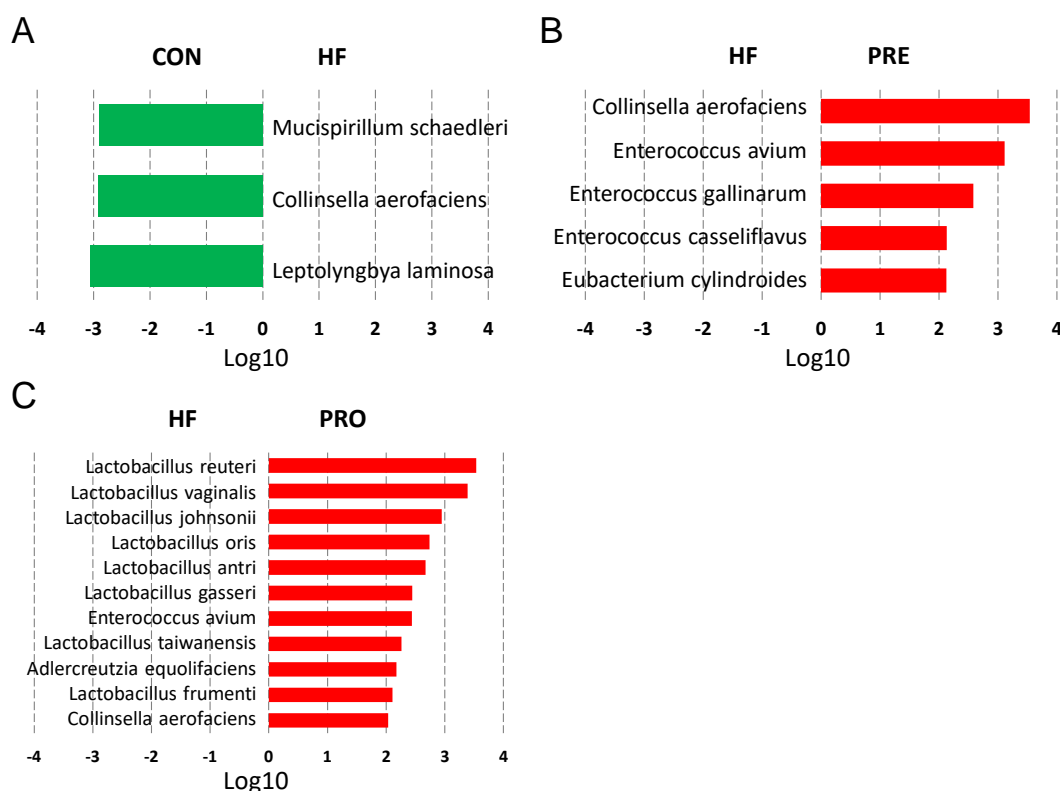 A
CON HF
Mucispirillum schaedleri
Collinsella aerofaciens
Leptolyngbya laminosa
-4 -3 -2 -1 0 1 2 3 4
Log10
B
HF PRE
Collinsella aerofaciens
Enterococcus avium
Enterococcus gallinarum
Enterococcus casseliflavus
Eubacterium cylindroides
-4 -3 -2 -1 0 1 2 3 4
Log10
C
HF PRO
Lactobacillus reuteri
Lactobacillus vaginalis
Lactobacillus johnsonii
Lactobacillus oris
Lactobacillus antri
Lactobacillus gasseri
Enterococcus avium
Lactobacillus taiwanensis
Adlercreutzia equolifaciens
Lactobacillus frumenti
Collinsella aerofaciens
-4 -3 -2 -1 0 1 2 3 4
Log10